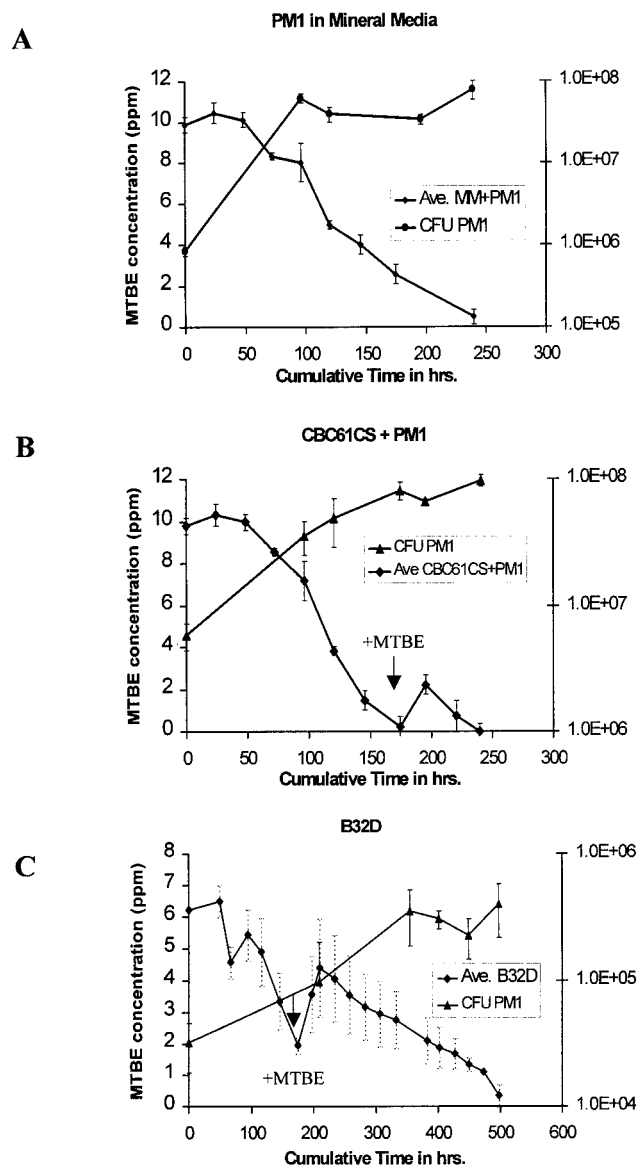 A
PM1 in Mineral Media
MTBE concentration (ppm)
12
10
8
6
4
2
0
1.0E+08
1.0E+07
1.0E+06
1.0E+05
Ave. MM+PM1
CFU PM1
0 50 100 150 200 250 300
Cumulative Time in hrs.
B
CBC61CS + PM1
MTBE concentration (ppm)
12
10
8
6
4
2
0
1.0E+08
1.0E+07
1.0E+06
CFU PM1
Ave CBC61CS+PM1
+MTBE
0 50 100 150 200 250 300
Cumulative Time in hrs.
C
B32D
MTBE concentration (ppm)
8
7
6
5
4
3
2
1
0
1.0E+06
1.0E+05
1.0E+04
Ave. B32D
CFU PM1
+MTBE
0 100 200 300 400 500 600
Cumulative Time in hrs.